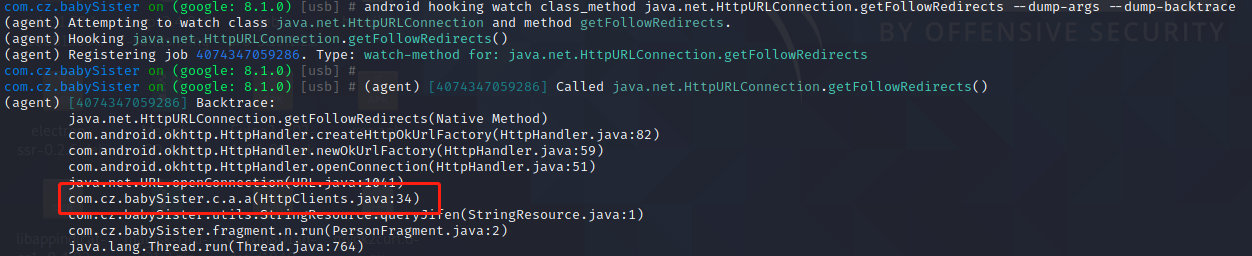 com.cz.babySister on (google: 8.1.0) [usb] # android hooking watch class_method java.net.HttpURLConnection.getFollowRedirects --dump-args --dump-backtrace
(agent) Attempting to watch class java.net.HttpURLConnection and method getFollowRedirects.
(agent) Hooking java.net.HttpURLConnection.getFollowRedirects()
BY OFFENSIVE SECURITY
(agent) Registering job 4074347059286. Type: watch-method for: java.net.HttpURLConnection.getFollowRedirects
com.cz.babySister on (google: 8.1.0) [usb] #
com.cz.babySister on (google: 8.1.0) [usb] # (agent) [4074347059286] Called java.net.HttpURLConnection.getFollowRedirects()
(agent) [4074347059286] Backtrace:
java.net.HttpURLConnection.getFollowRedirects(Native Method)
com.android.okhttp.HttpHandler.createHttpOkUrlFactory(HttpHandler.java:82)
com.android.okhttp.HttpHandler.newOkUrlFactory(HttpHandler.java:59)
com.android.okhttp.HttpHandler.openConnection(HttpHandler.java:51)
java.net.URL.openConnection(URL.java:1041)
com.cz.babySister.c.a.a(HttpClients.java:34)
com.cz.babySister.utils.StringResource.queryJifen(StringResource.java:1)
com.cz.babySister.fragment.n.run(PersonFragment.java:2)
java.lang.Thread.run(Thread.java:764)